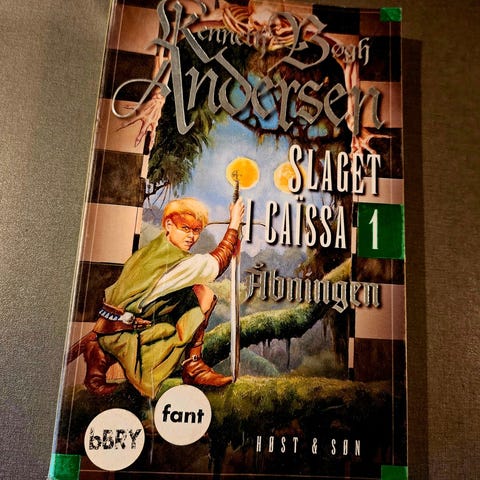 Kenneth Bøgh
Andersen
SLAGET
I CAÏSSA 1
Åbningen
fant
bBRY
HØST & SØN